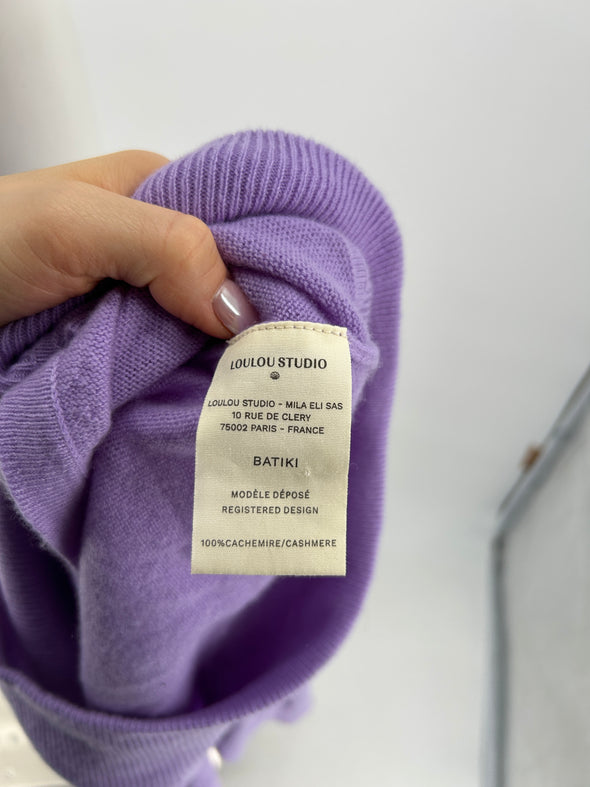 LOULOU STUDIO
LOULOU STUDIO - MILA ELI SAS
10 RUE DE CLERY
75002 PARIS - FRANCE
BATIKI
MODÈLE DÉPOSÉ
REGISTERED DESIGN
100%CACHEMIRE/CASHMERE